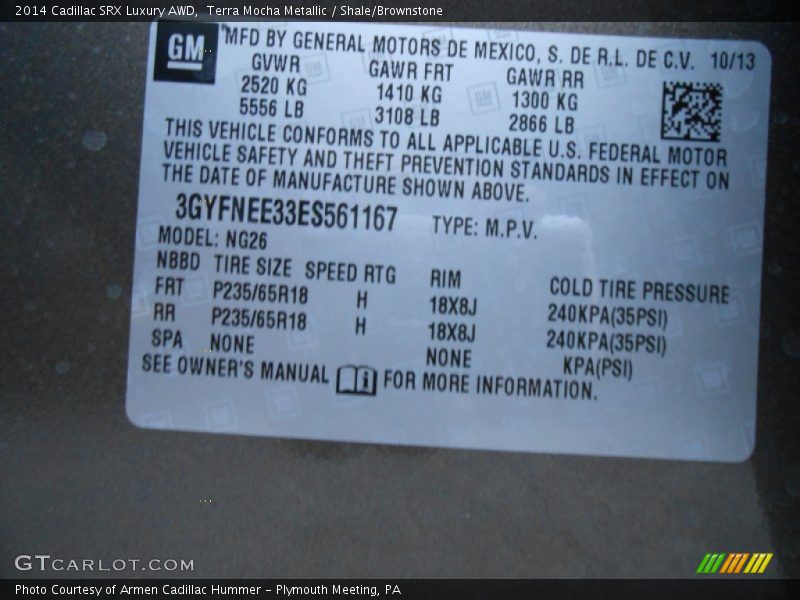 2014 Cadillac SRX Luxury AWD,  Terra Mocha Metallic / Shale/Brownstone
GM MFD BY GENERAL MOTORS DE MEXICO, S. DE R.L. DE C.V. 10/13
GVWR GAWR FRT GAWR RR
2520 KG 1410 KG 1300 KG
5556 LB 3108 LB 2866 LB
THIS VEHICLE CONFORMS TO ALL APPLICABLE U.S. FEDERAL MOTOR
VEHICLE SAFETY AND THEFT PREVENTION STANDARDS IN EFFECT ON
THE DATE OF MANUFACTURE SHOWN ABOVE.
3GYFNEE33ES561167 TYPE: M.P.V.
MODEL: NG26
NBBD TIRE SIZE SPEED RTG RIM COLD TIRE PRESSURE
FRT P235/65R18 H 18X8J 240KPA(35PSI)
RR P235/65R18 H 18X8J 240KPA(35PSI)
SPA NONE NONE KPA(PSI)
SEE OWNER'S MANUAL FOR MORE INFORMATION.
GTCARLOT.COM
Photo Courtesy of Armen Cadillac Hummer – Plymouth Meeting, PA